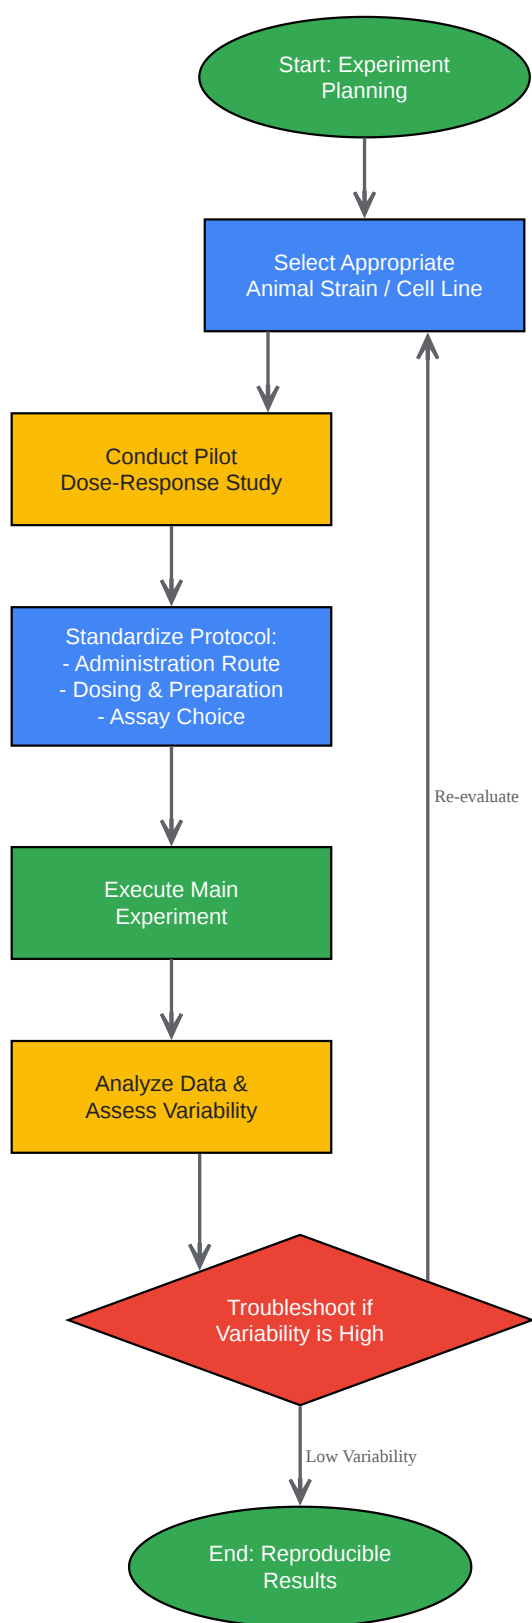 Start: Experiment
Planning
Select Appropriate
Animal Strain / Cell Line
Conduct Pilot
Dose-Response Study
Standardize Protocol:
- Administration Route
- Dosing & Preparation
- Assay Choice
Re-evaluate
Execute Main
Experiment
Analyze Data &
Assess Variability
Troubleshoot if
Variability is High
Low Variability
End: Reproducible
Results